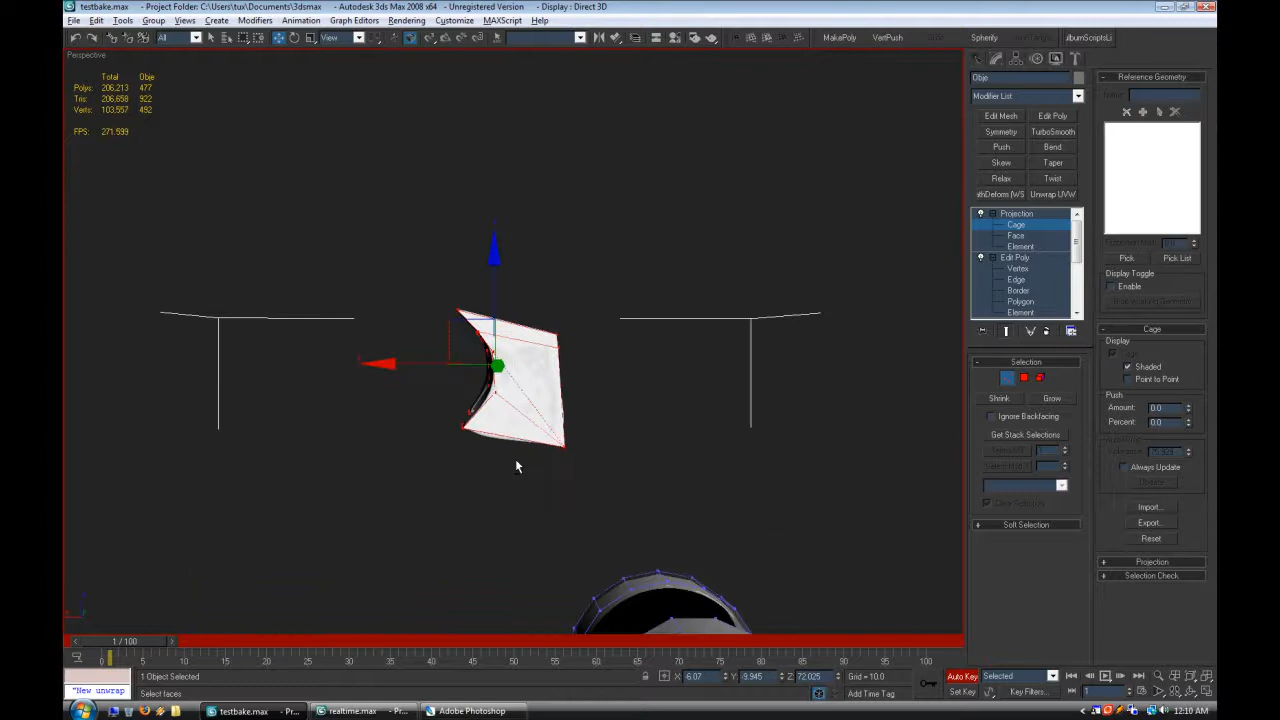 testbake.max - Project Folder: C:\Users\tux\Documents\3dsmax - Autodesk 3ds Max 2008 x64 - Unregistered Version - Display : Direct 3D
File Edit Tools Group Views Create Modifiers Animation Graph Editors Rendering Customize MAXScript Help
All View MakePoly VertPush Spherify
Perspective
Total Obje
Polys: 206,213 477
Tris: 206,658 922
Verts: 103,557 492
FPS: 271.599
Obje
Modifier List
Edit Mesh Edit Poly
Symmetry TurboSmooth
Push Bend
Skew Taper
Relax Twist
Unwrap UVW
Projection
Cage
Face
Element
Edit Poly
Vertex
Edge
Border
Polygon
Element
- Selection
Shrink Grow
Ignore Backfacing
Get Stack Selections
+ Soft Selection
- Reference Geometry
Name:
Pick Pick List
Display Toggle
Enable
- Cage
Display
Shaded
Point to Point
Push
Amount: 0.0
Percent: 0.0
Always Update
Update
Import...
Export...
Reset
+ Projection
+ Selection Check
< 1 / 100 >
0 5 10 15 20 25 30 35 40 45 50 55 60 65 70 75 80 85 90 95 100
1 Object Selected X: -6.07 Y: -9.945 Z: 72.025 Grid = 10.0 Auto Key Selected
"New unwrap Select faces Add Time Tag Set Key Key Filters... 1
testbake.max - Pr... realtime.max - Pr... Adobe Photoshop 12:10 AM